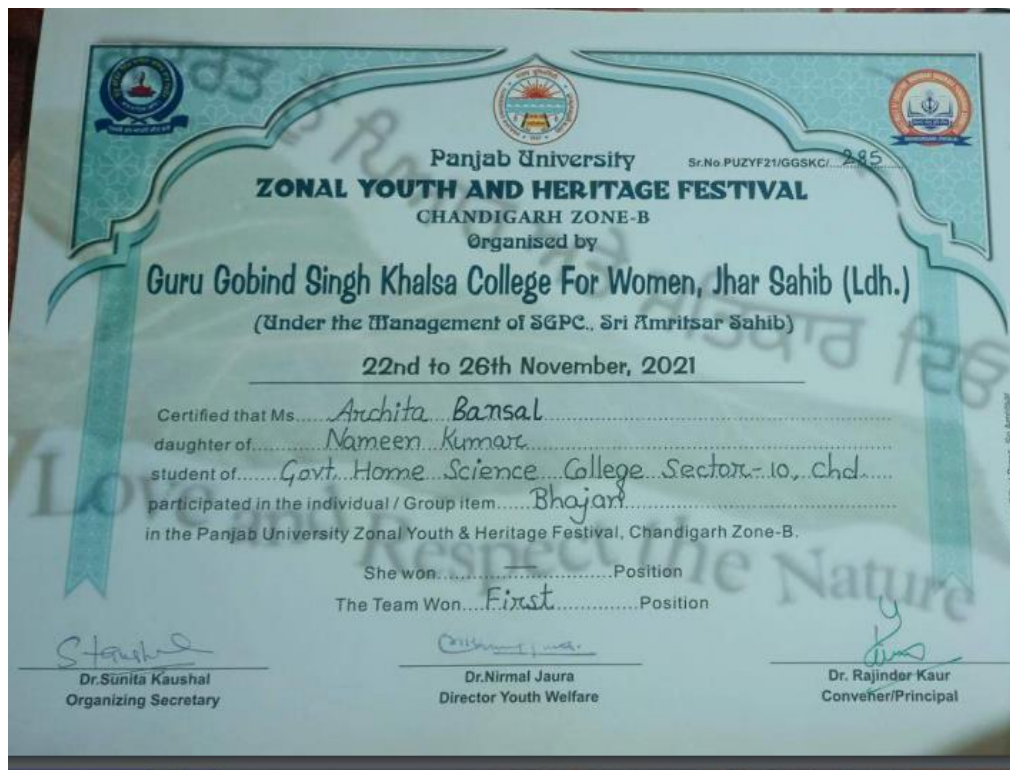 Panjab University
Sr.No.PUZYF21/GGSKC/...285...
ZONAL YOUTH AND HERITAGE FESTIVAL
CHANDIGARH ZONE-B
Organised by
Guru Gobind Singh Khalsa College For Women, Jhar Sahib (Ldh.)
(Under the Management of SGPC., Sri Amritsar Sahib)
22nd to 26th November, 2021
Certified that Ms.....Archita Bansal
daughter of..........Nameen Kumar
student of.......Govt. Home Science College Sector-10, Chd.
participated in the individual / Group item......Bhajan
in the Panjab University Zonal Youth & Heritage Festival, Chandigarh Zone-B.
She won..........—..........Position
The Team Won....First..............Position
Love and Respect the Nature
Dr.Sunita Kaushal
Organizing Secretary
Dr.Nirmal Jaura
Director Youth Welfare
Dr. Rajinder Kaur
Convener/Principal